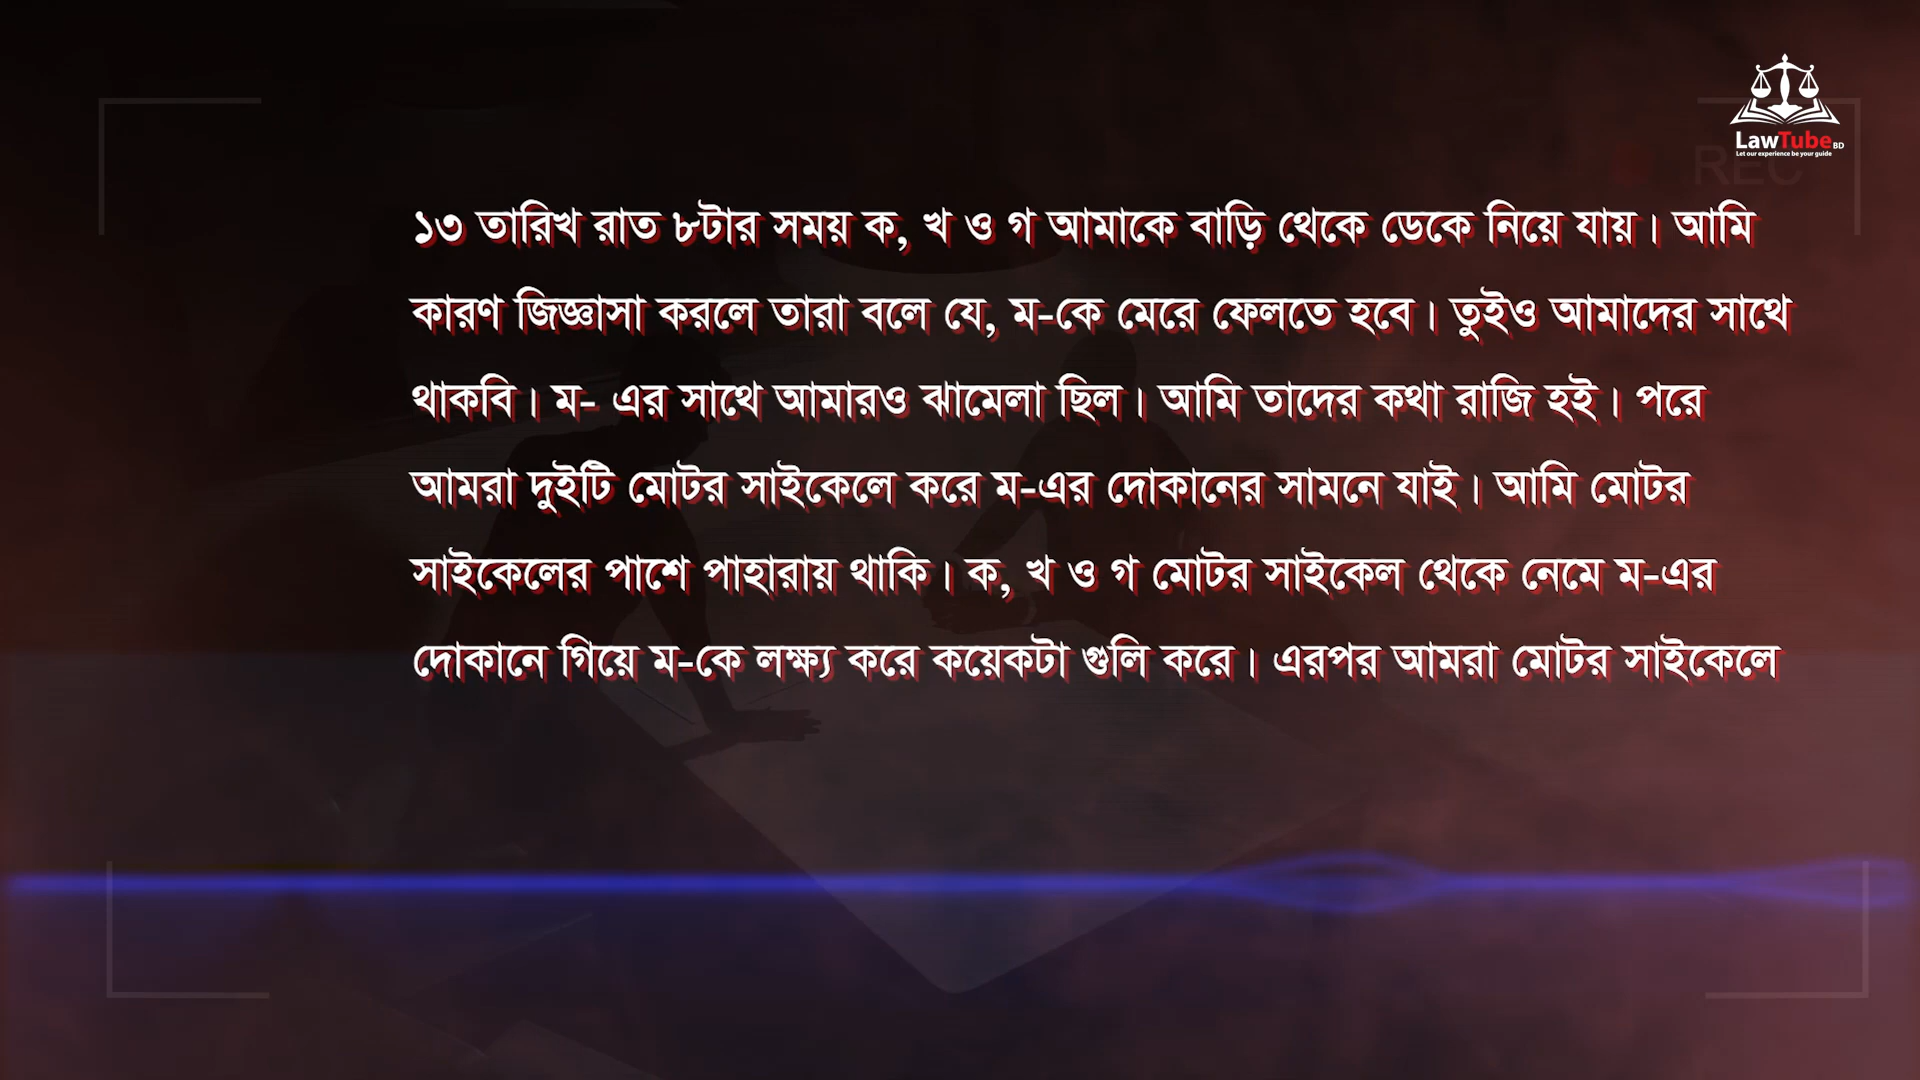 LawTube BD
Let our experience be your guide
REC
১৩ তারিখ রাত ৮টার সময় ক, খ ও গ আমাকে বাড়ি থেকে ডেকে নিয়ে যায়। আমি
কারণ জিজ্ঞাসা করলে তারা বলে যে, ম-কে মেরে ফেলতে হবে। তুইও আমাদের সাথে
থাকবি। ম- এর সাথে আমারও ঝামেলা ছিল। আমি তাদের কথা রাজি হই। পরে
আমরা দুইটি মোটর সাইকেলে করে ম-এর দোকানের সামনে যাই। আমি মোটর
সাইকেলের পাশে পাহারায় থাকি। ক, খ ও গ মোটর সাইকেল থেকে নেমে ম-এর
দোকানে গিয়ে ম-কে লক্ষ্য করে কয়েকটা গুলি করে। এরপর আমরা মোটর সাইকেলে